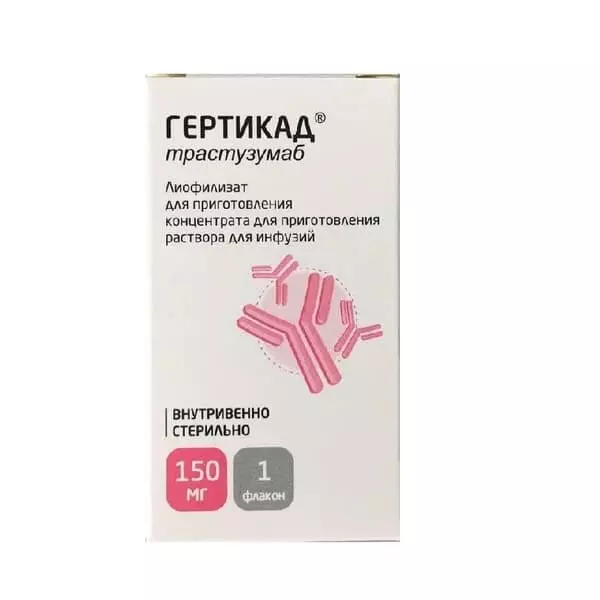 ГЕРТИКАД®
трастузумаб
Лиофилизат
для приготовления
концентрата для приготовления
раствора для инфузий
ВНУТРИВЕННО
СТЕРИЛЬНО
150
МГ
1
флакон